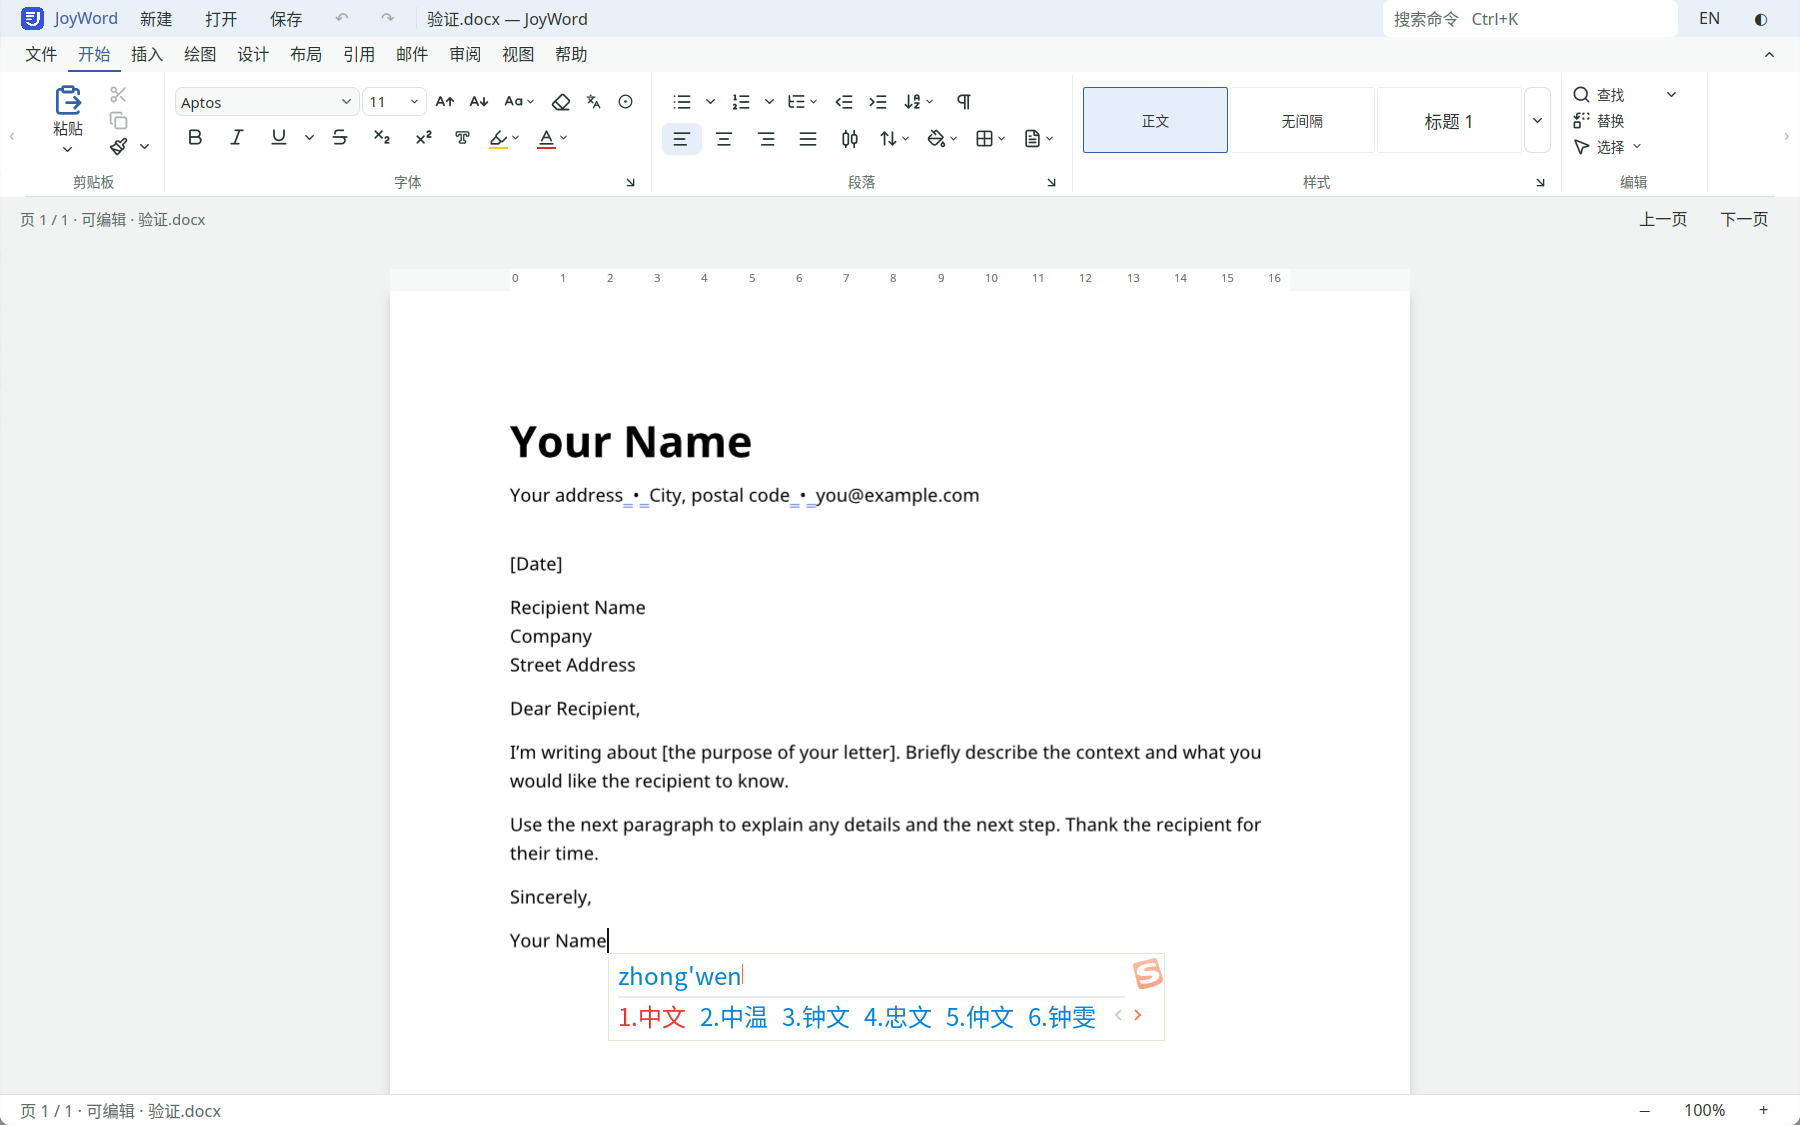 JoyWord 新建 打开 保存 验证.docx — JoyWord 搜索命令 Ctrl+K EN
文件 开始 插入 绘图 设计 布局 引用 邮件 审阅 视图 帮助
粘贴
剪贴板
Aptos 11
字体
段落
正文 无间隔 标题 1
样式
查找
替换
选择
编辑
页 1 / 1 · 可编辑 · 验证.docx 上一页 下一页
0 1 2 3 4 5 6 7 8 9 10 11 12 13 14 15 16
Your Name
Your address • City, postal code • you@example.com
[Date]
Recipient Name
Company
Street Address
Dear Recipient,
I’m writing about [the purpose of your letter]. Briefly describe the context and what you
would like the recipient to know.
Use the next paragraph to explain any details and the next step. Thank the recipient for
their time.
Sincerely,
Your Name
zhong'wen
1.中文 2.中温 3.钟文 4.忠文 5.仲文 6.钟雯
页 1 / 1 · 可编辑 · 验证.docx — 100% +